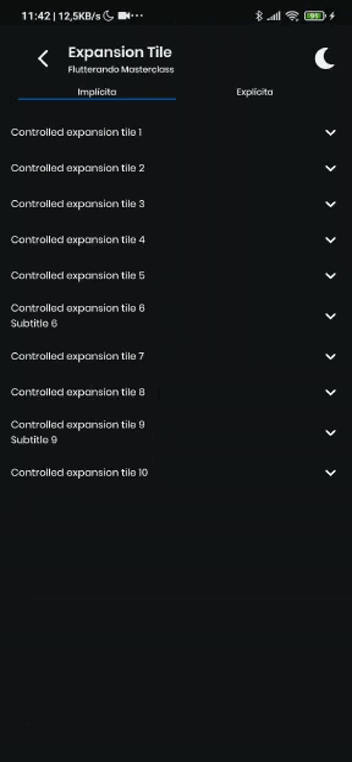 11:42 | 12,5KB/s
95
Expansion Tile
Flutterando Masterclass
Implícita
Explícita
Controlled expansion tile 1
Controlled expansion tile 2
Controlled expansion tile 3
Controlled expansion tile 4
Controlled expansion tile 5
Controlled expansion tile 6
Subtitle 6
Controlled expansion tile 7
Controlled expansion tile 8
Controlled expansion tile 9
Subtitle 9
Controlled expansion tile 10